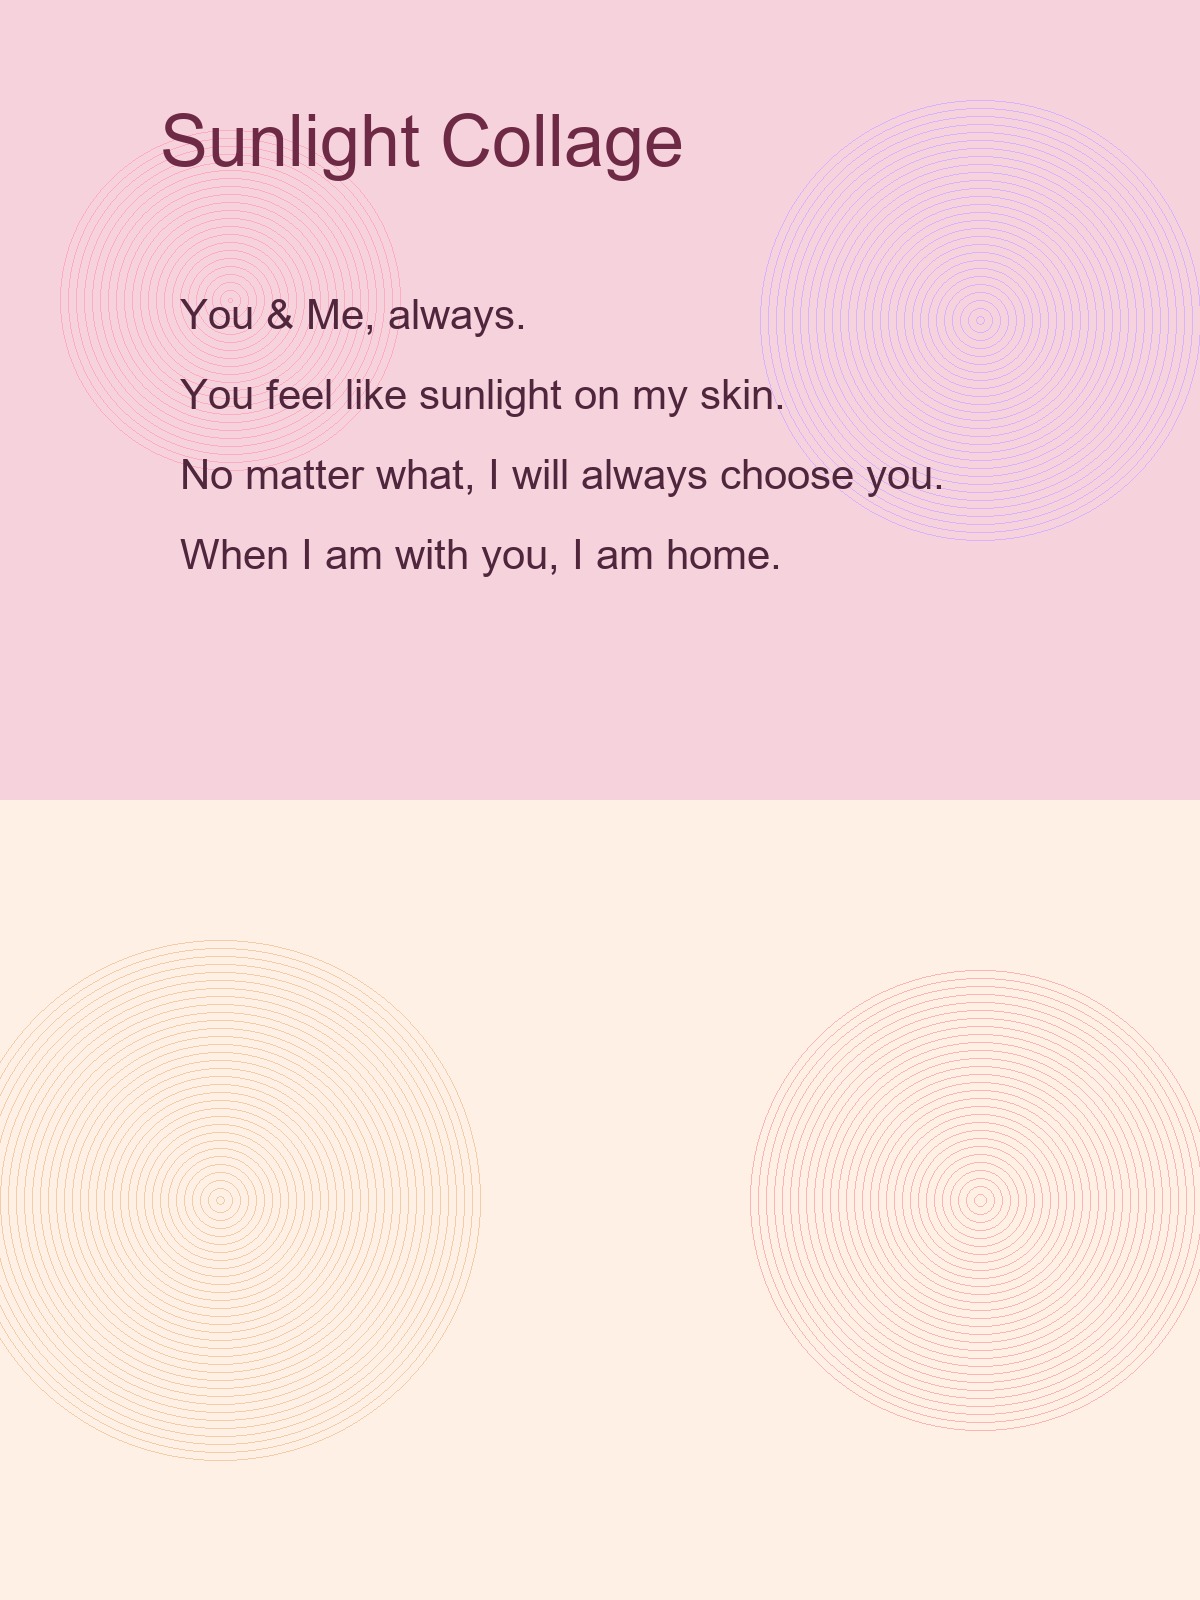 Sunlight Collage
You & Me, always.
You feel like sunlight on my skin.
No matter what, I will always choose you.
When I am with you, I am home.